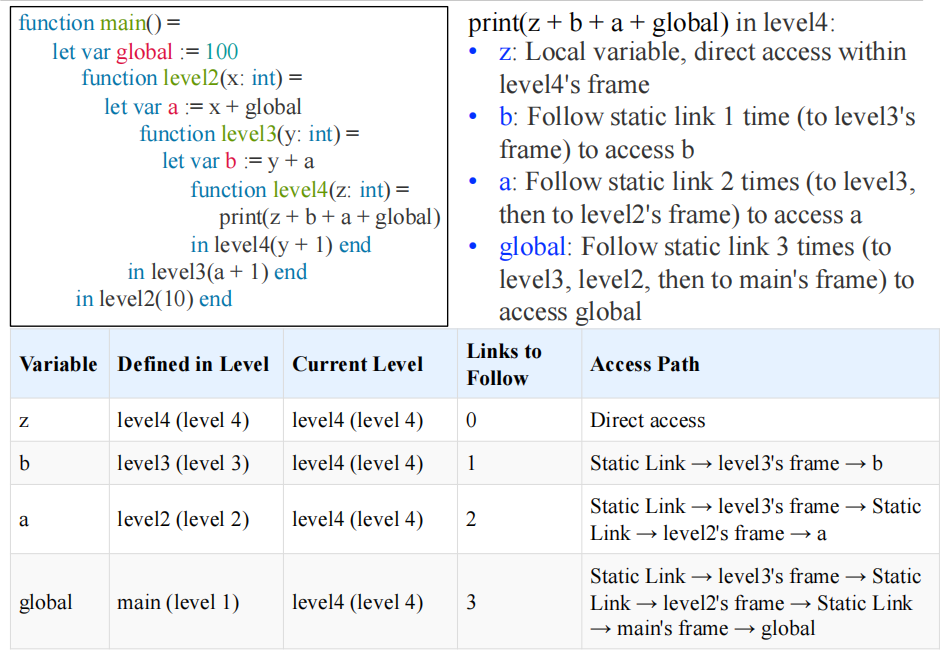 function main() =
let var global := 100
function level2(x: int) =
let var a := x + global
function level3(y: int) =
let var b := y + a
function level4(z: int) =
print(z + b + a + global)
in level4(y + 1) end
in level3(a + 1) end
in level2(10) end
print(z + b + a + global) in level4:
• z: Local variable, direct access within
level4's frame
• b: Follow static link 1 time (to level3's
frame) to access b
• a: Follow static link 2 times (to level3,
then to level2's frame) to access a
• global: Follow static link 3 times (to
level3, level2, then to main's frame) to
access global
Variable Defined in Level Current Level Links to
Follow Access Path
z level4 (level 4) level4 (level 4) 0 Direct access
b level3 (level 3) level4 (level 4) 1 Static Link → level3's frame → b
a level2 (level 2) level4 (level 4) 2 Static Link → level3's frame → Static
Link → level2's frame → a
global main (level 1) level4 (level 4) 3 Static Link → level3's frame → Static
Link → level2's frame → Static Link
→ main's frame → global